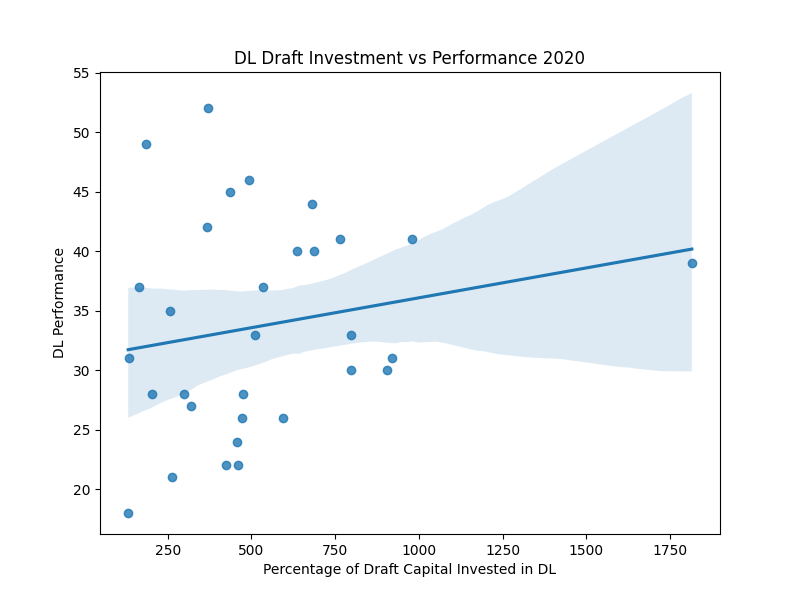 DL Draft Investment vs Performance 2020
55
50
45
40
35
30
25
20
DL Performance
250 500 750 1000 1250 1500 1750
Percentage of Draft Capital Invested in DL